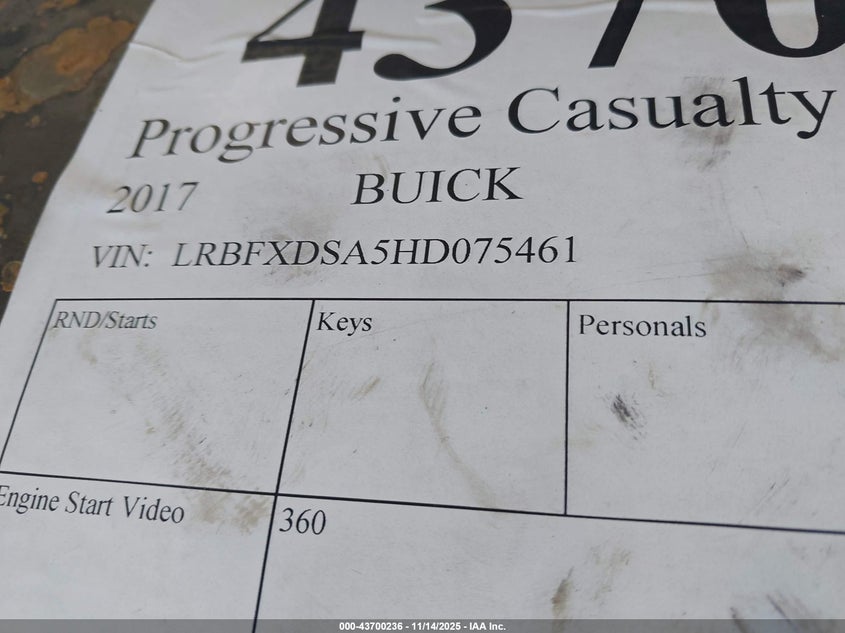 4370
Progressive Casualty
2017 BUICK
VIN: LRBFXDSA5HD075461
RND/Starts Keys Personals
Engine Start Video 360
000-43700236 - 11/14/2025 - IAA Inc.